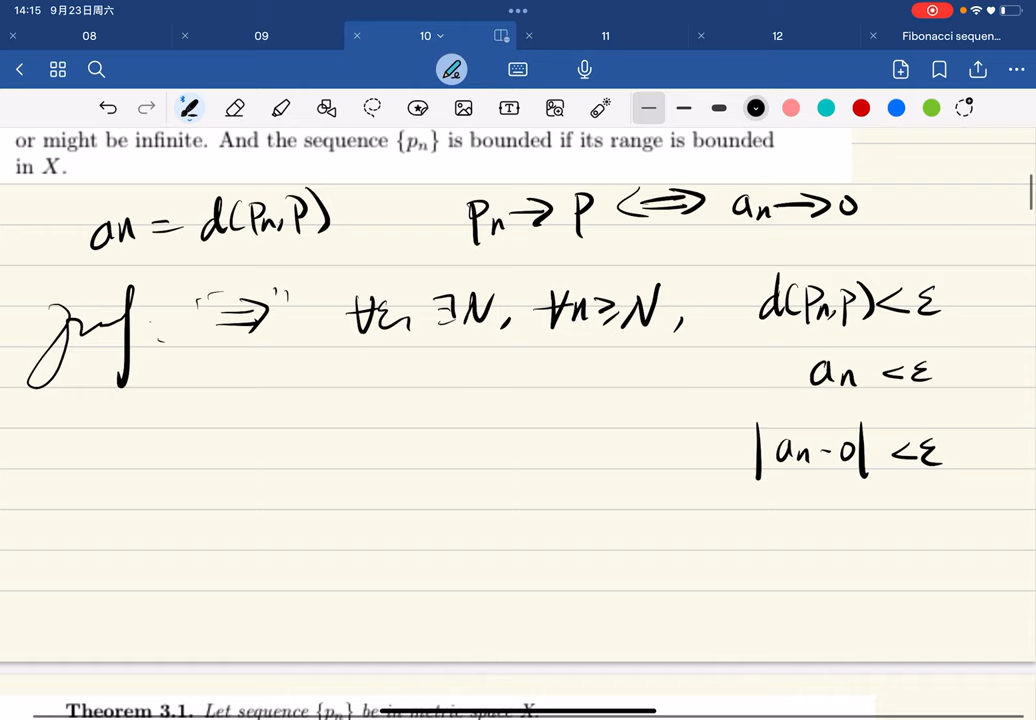 14:15 9月23日周六
08 09 10 11 12 Fibonacci sequen...
or might be infinite. And the sequence {pₙ} is bounded if its range is bounded
in X.
aₙ = d(pₙ, p) pₙ → p ⟺ aₙ → 0
proof: "⇒" ∀ε, ∃N, ∀n≥N, d(pₙ,p)<ε
aₙ <ε
|aₙ - 0| <ε
Theorem 3.1. Let sequence {pₙ} be in metric space X.